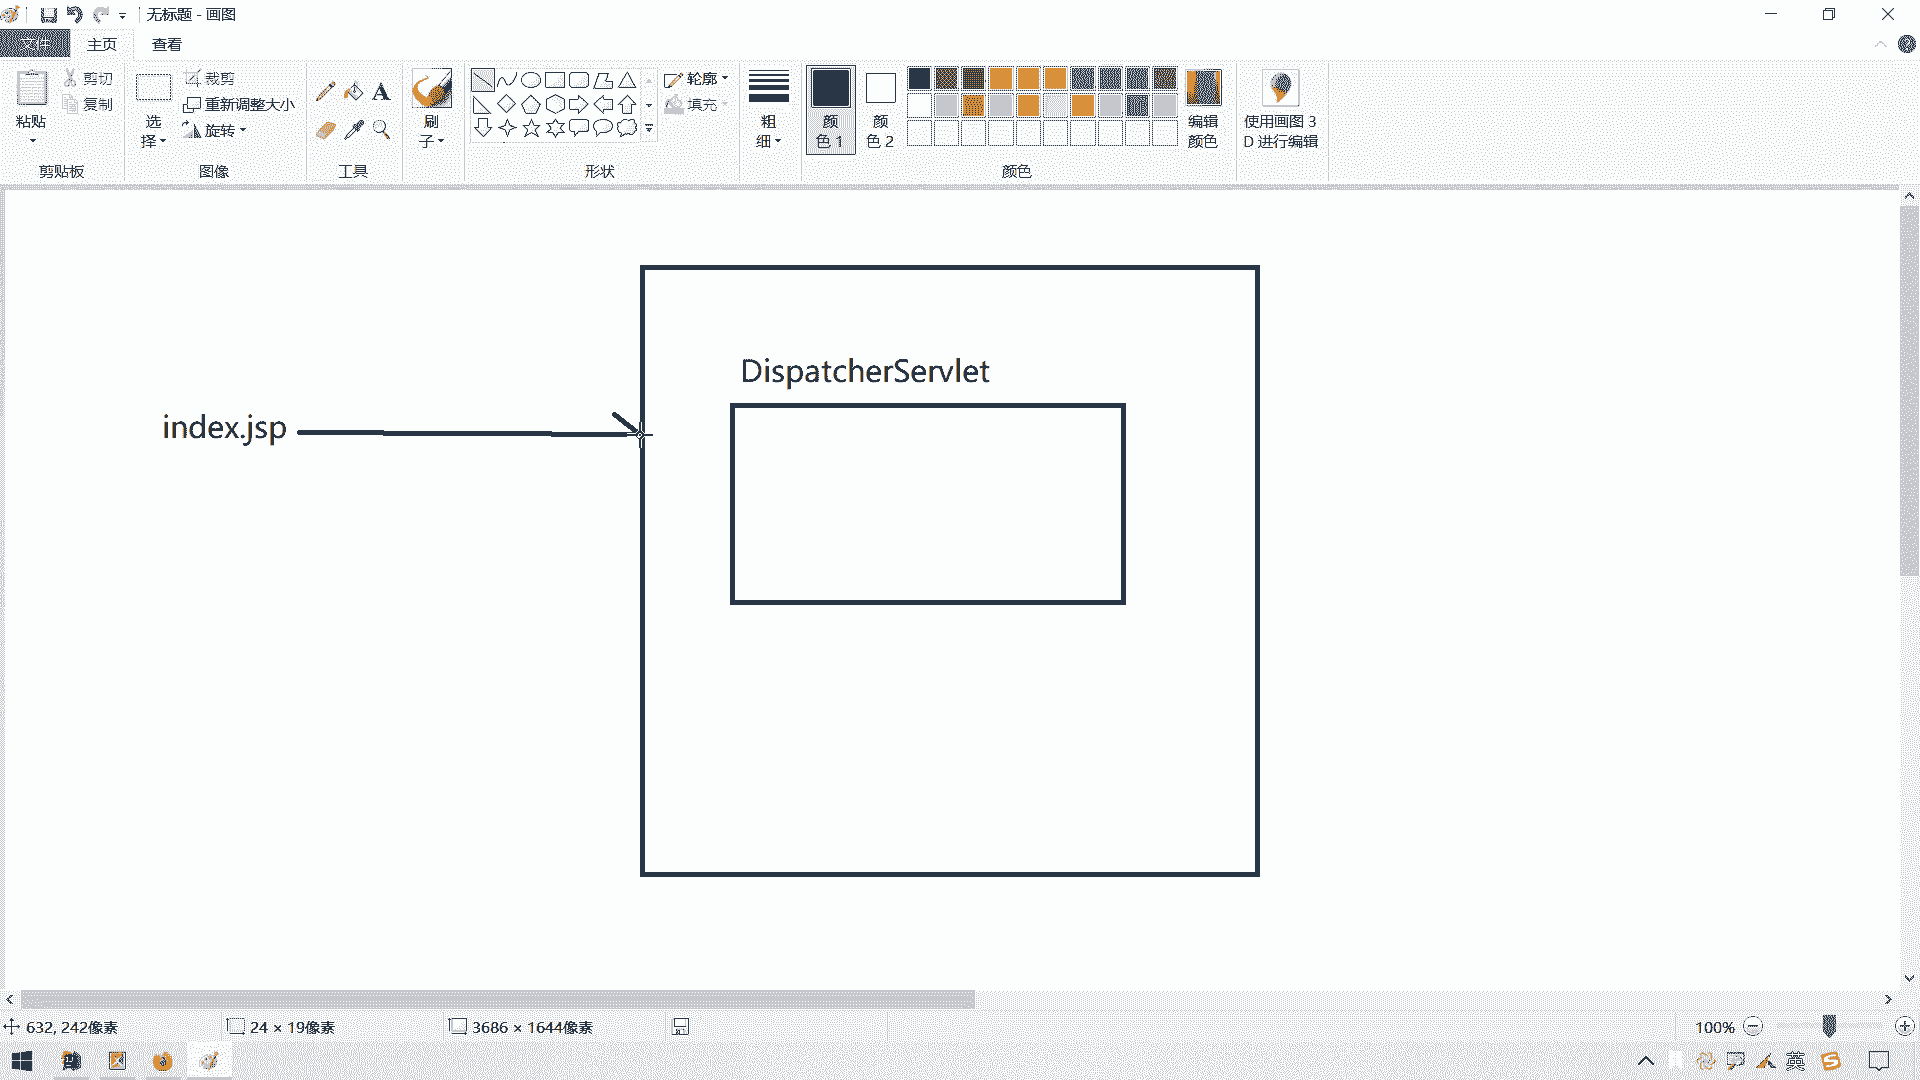 无标题 - 画图
文件 主页 查看
粘贴
剪切
复制
剪贴板
选
择
裁剪
重新调整大小
旋转
图像
A
工具
刷
子
形状
轮廓
填充
粗
细
颜
色 1
颜
色 2
颜色
编辑
颜色
使用画图 3
D 进行编辑
DispatcherServlet
index.jsp
632, 242像素
24 × 19像素
3686 × 1644像素
100%
英